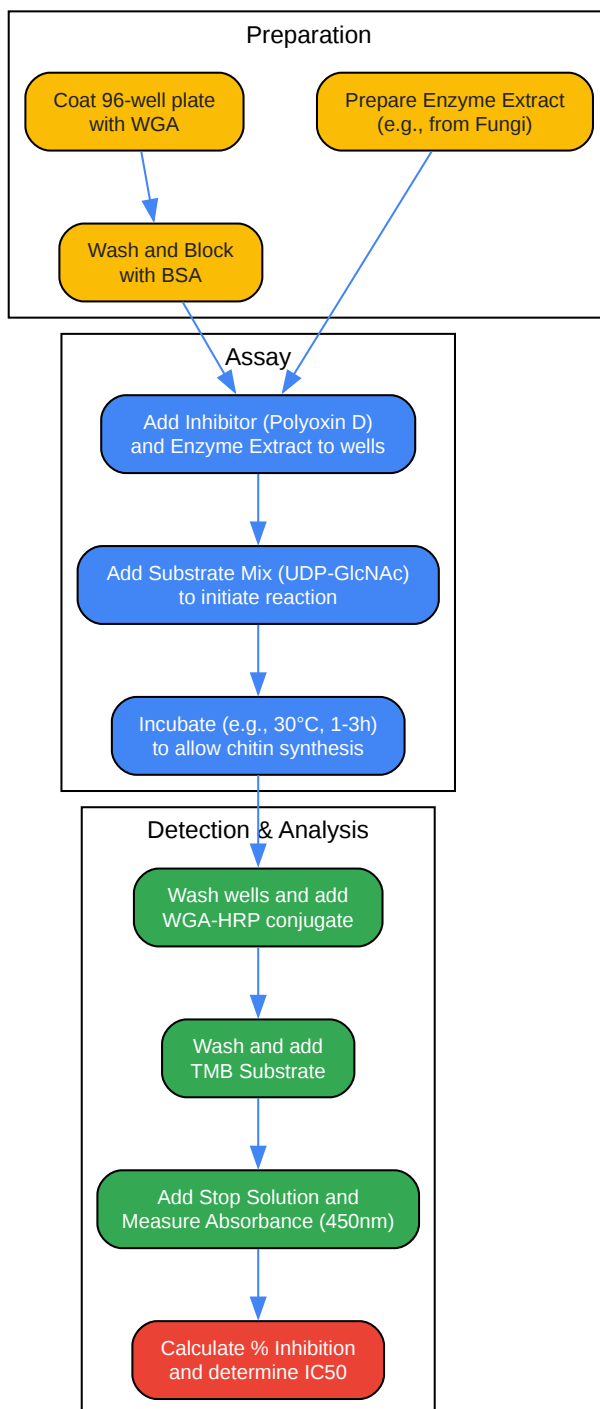 Preparation
Coat 96-well plate
with WGA
Prepare Enzyme Extract
(e.g., from Fungi)
Wash and Block
with BSA
Assay
Add Inhibitor (Polyoxin D)
and Enzyme Extract to wells
Add Substrate Mix (UDP-GlcNAc)
to initiate reaction
Incubate (e.g., 30°C, 1-3h)
to allow chitin synthesis
Detection & Analysis
Wash wells and add
WGA-HRP conjugate
Wash and add
TMB Substrate
Add Stop Solution and
Measure Absorbance (450nm)
Calculate % Inhibition
and determine IC50